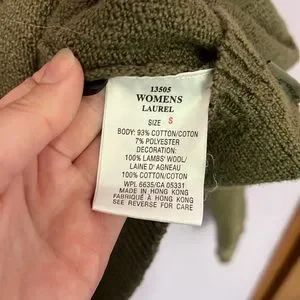 13505
WOMENS
LAUREL
SIZE S
BODY: 93% COTTON/COTON
7% POLYESTER
DECORATION:
100% LAMBS' WOOL/
LAINE D' AGNEAU
100% COTTON/COTON
WPL 6635/CA 05331
MADE IN HONG KONG
FABRIQUÉ À HONG KONG
SEE REVERSE FOR CARE